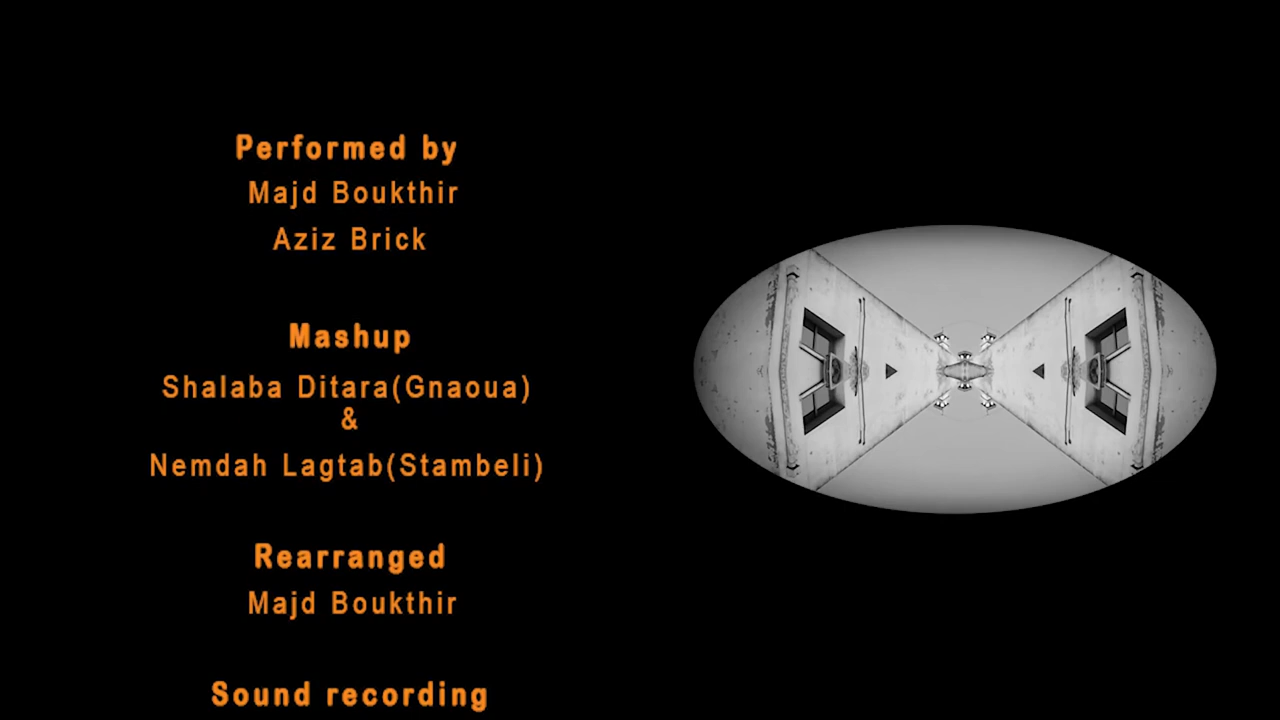 Performed by
Majd Boukthir
Aziz Brick
Mashup
Shalaba Ditara(Gnaoua)
&
Nemdah Lagtab(Stambeli)
Rearranged
Majd Boukthir
Sound recording